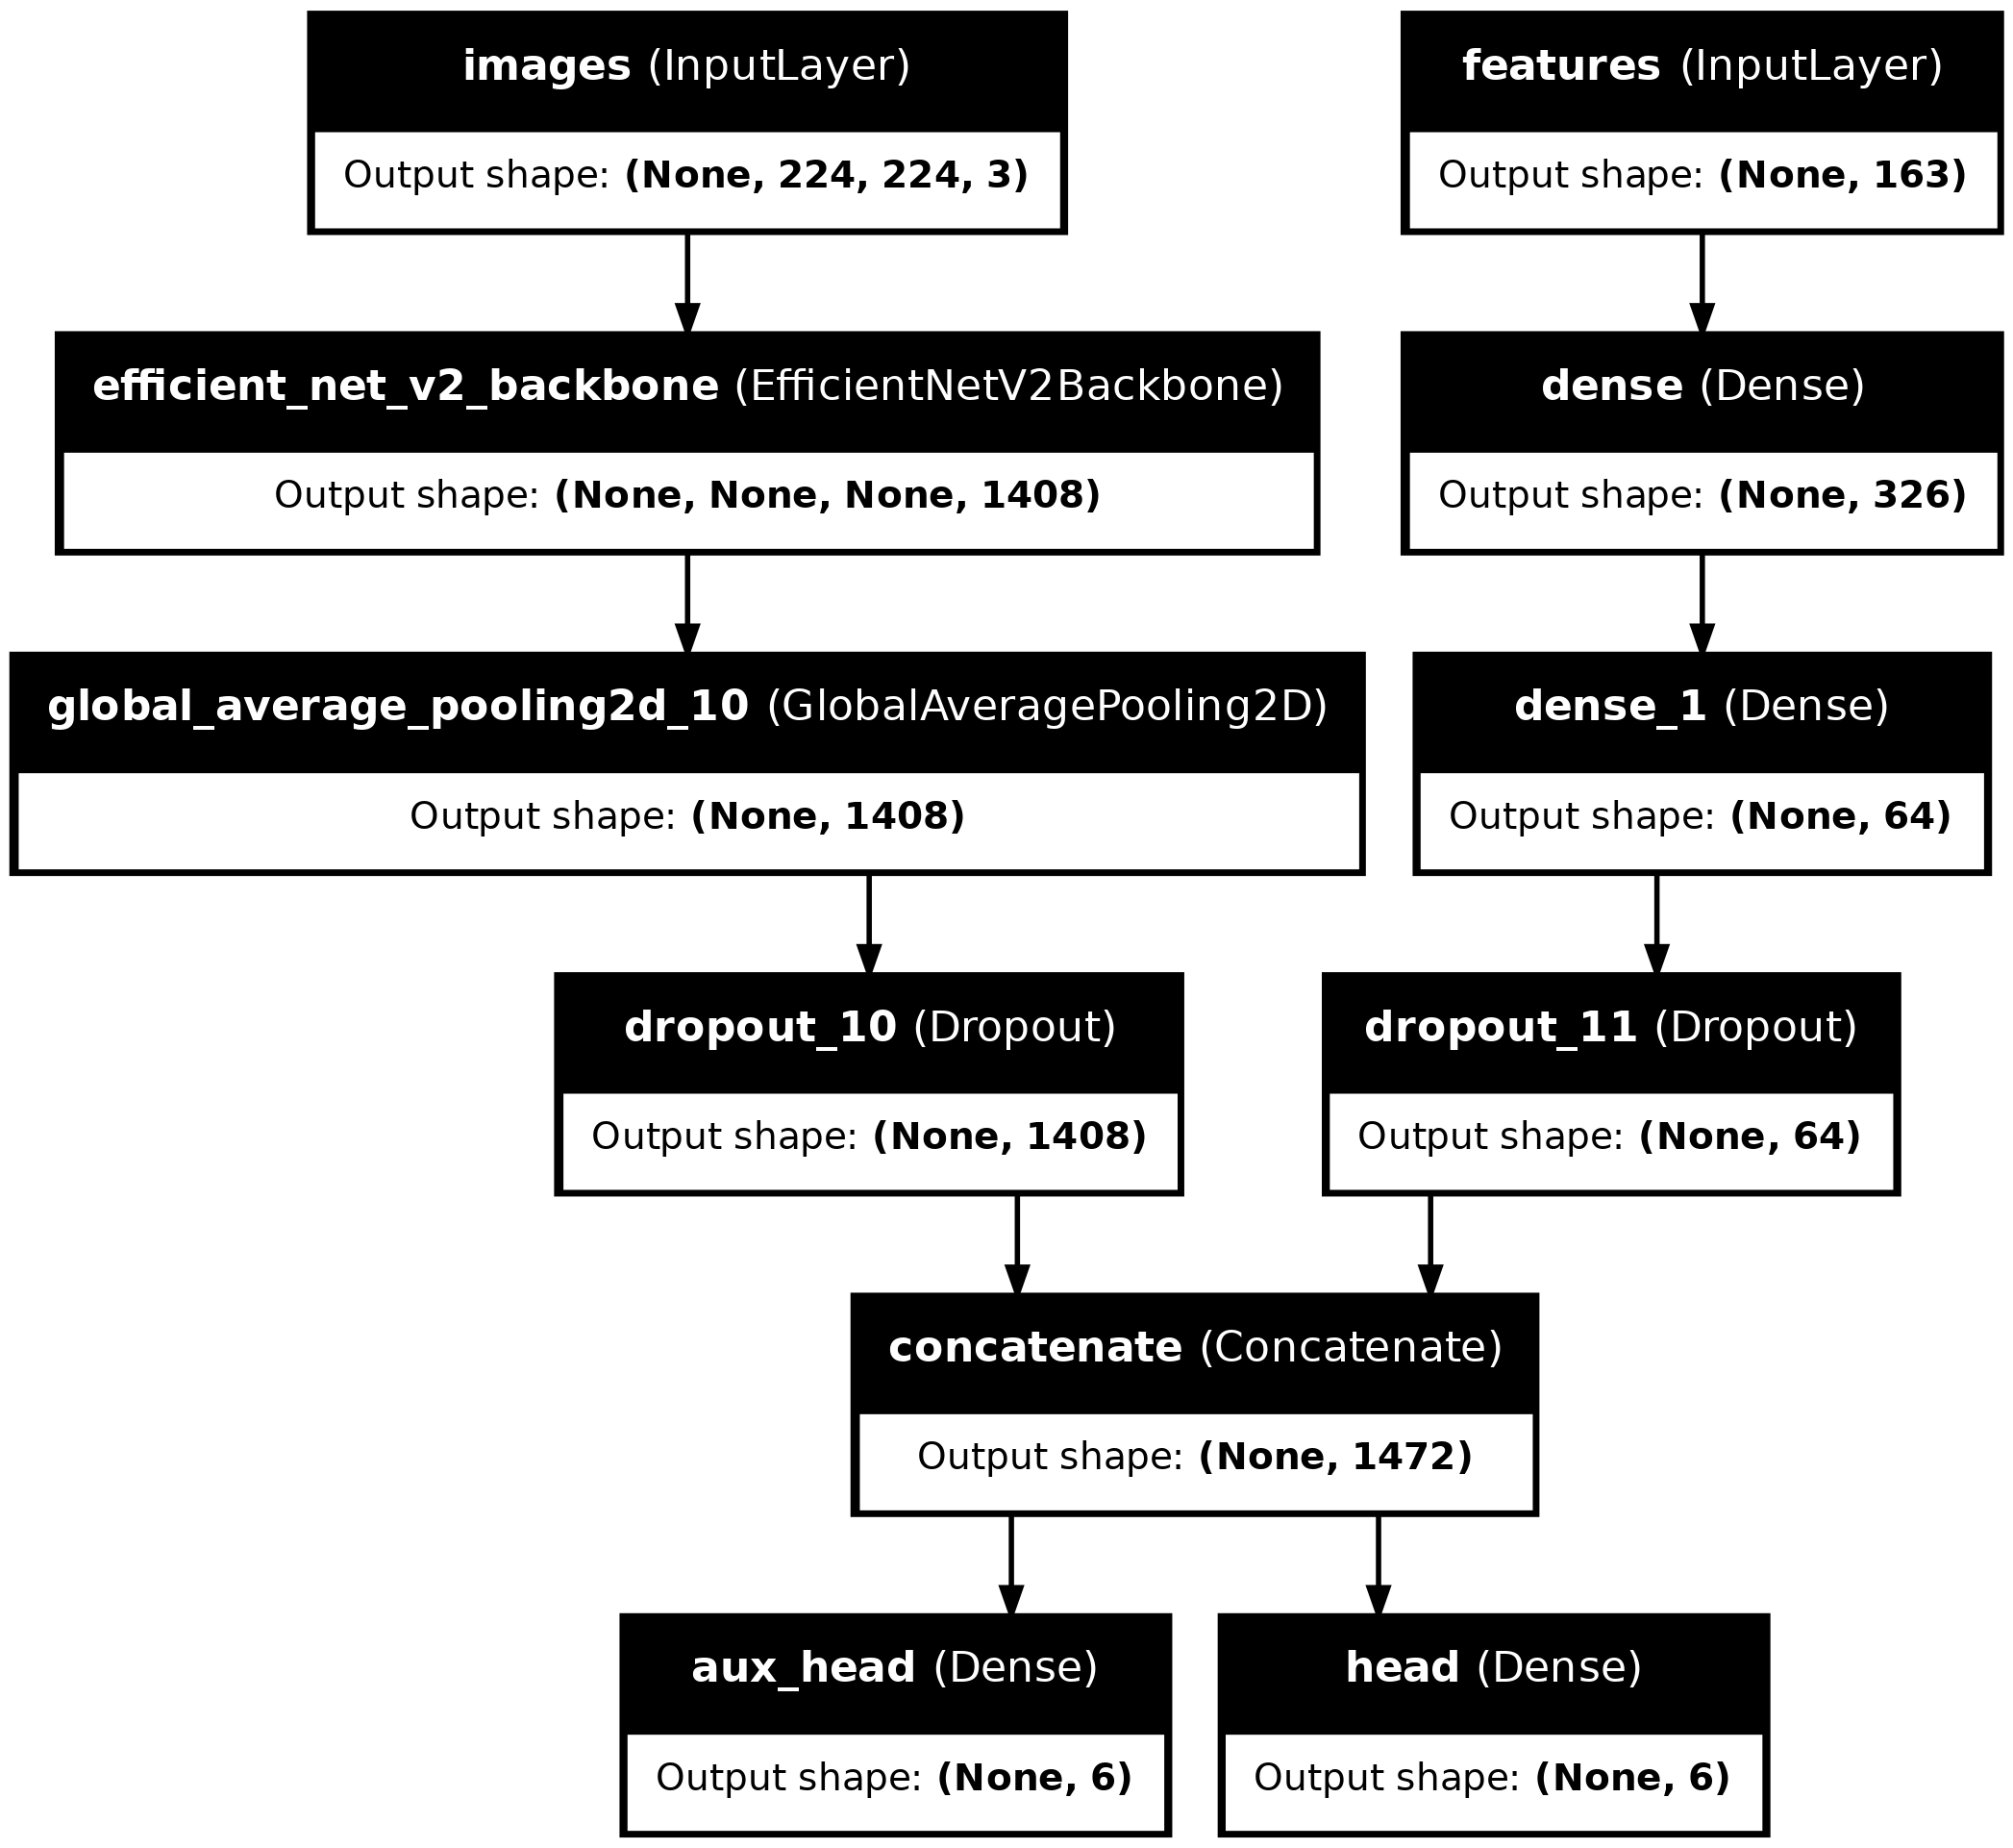 images (InputLayer)
Output shape: (None, 224, 224, 3)
features (InputLayer)
Output shape: (None, 163)
efficient_net_v2_backbone (EfficientNetV2Backbone)
Output shape: (None, None, None, 1408)
dense (Dense)
Output shape: (None, 326)
global_average_pooling2d_10 (GlobalAveragePooling2D)
Output shape: (None, 1408)
dense_1 (Dense)
Output shape: (None, 64)
dropout_10 (Dropout)
Output shape: (None, 1408)
dropout_11 (Dropout)
Output shape: (None, 64)
concatenate (Concatenate)
Output shape: (None, 1472)
aux_head (Dense)
Output shape: (None, 6)
head (Dense)
Output shape: (None, 6)